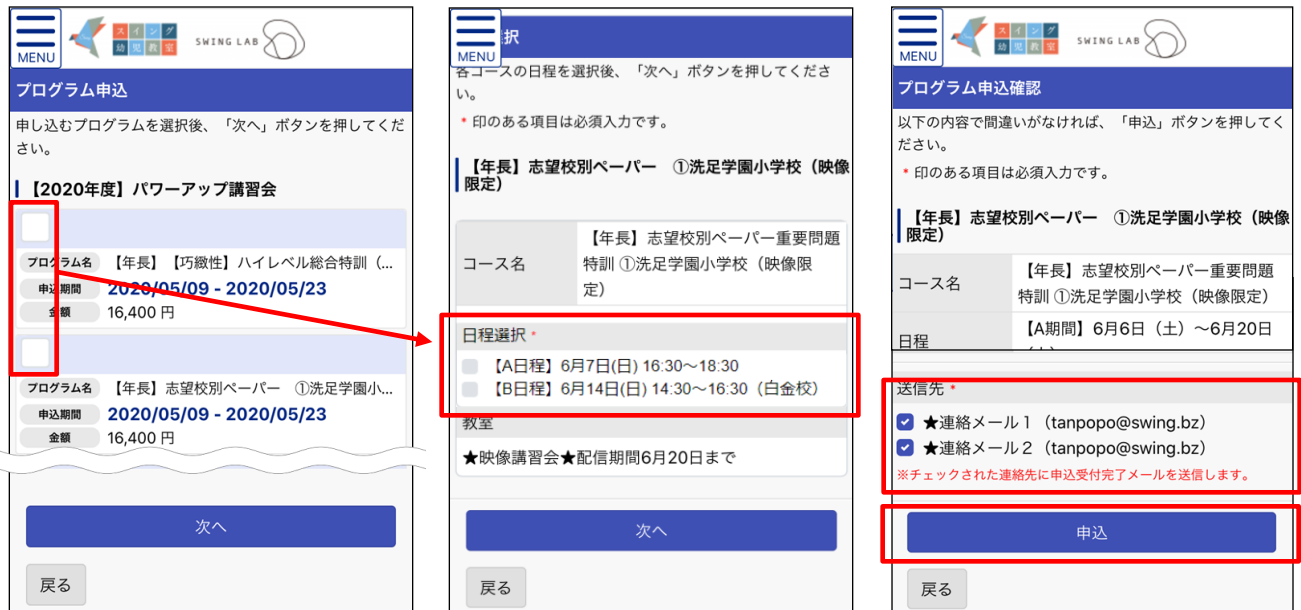 MENU
スイング
幼児教室
SWING LAB
プログラム申込
申し込むプログラムを選択後、「次へ」ボタンを押してくだ
さい。
【2020年度】パワーアップ講習会
プログラム名 【年長】【巧緻性】ハイレベル総合特訓（...
申込期間 2020/05/09 - 2020/05/23
金額 16,400 円
プログラム名 【年長】志望校別ペーパー　①洗足学園小...
申込期間 2020/05/09 - 2020/05/23
金額 16,400 円
次へ
戻る
MENU
択
各コースの日程を選択後、「次へ」ボタンを押してくださ
い。
* 印のある項目は必須入力です。
【年長】志望校別ペーパー　①洗足学園小学校（映像
限定）
コース名
【年長】志望校別ペーパー重要問題
特訓 ①洗足学園小学校（映像限
定）
日程選択 *
【A日程】6月7日(日) 16:30～18:30
【B日程】6月14日(日) 14:30～16:30（白金校）
教室
★映像講習会★配信期間6月20日まで
次へ
戻る
MENU
スイング
幼児教室
SWING LAB
プログラム申込確認
以下の内容で間違いがなければ、「申込」ボタンを押してく
ださい。
* 印のある項目は必須入力です。
【年長】志望校別ペーパー　①洗足学園小学校（映像
限定）
コース名
【年長】志望校別ペーパー重要問題
特訓 ①洗足学園小学校（映像限定）
日程
【A期間】6月6日（土）～6月20日
送信先 *
★連絡メール１（tanpopo@swing.bz）
★連絡メール２（tanpopo@swing.bz）
※チェックされた連絡先に申込受付完了メールを送信します。
申込
戻る